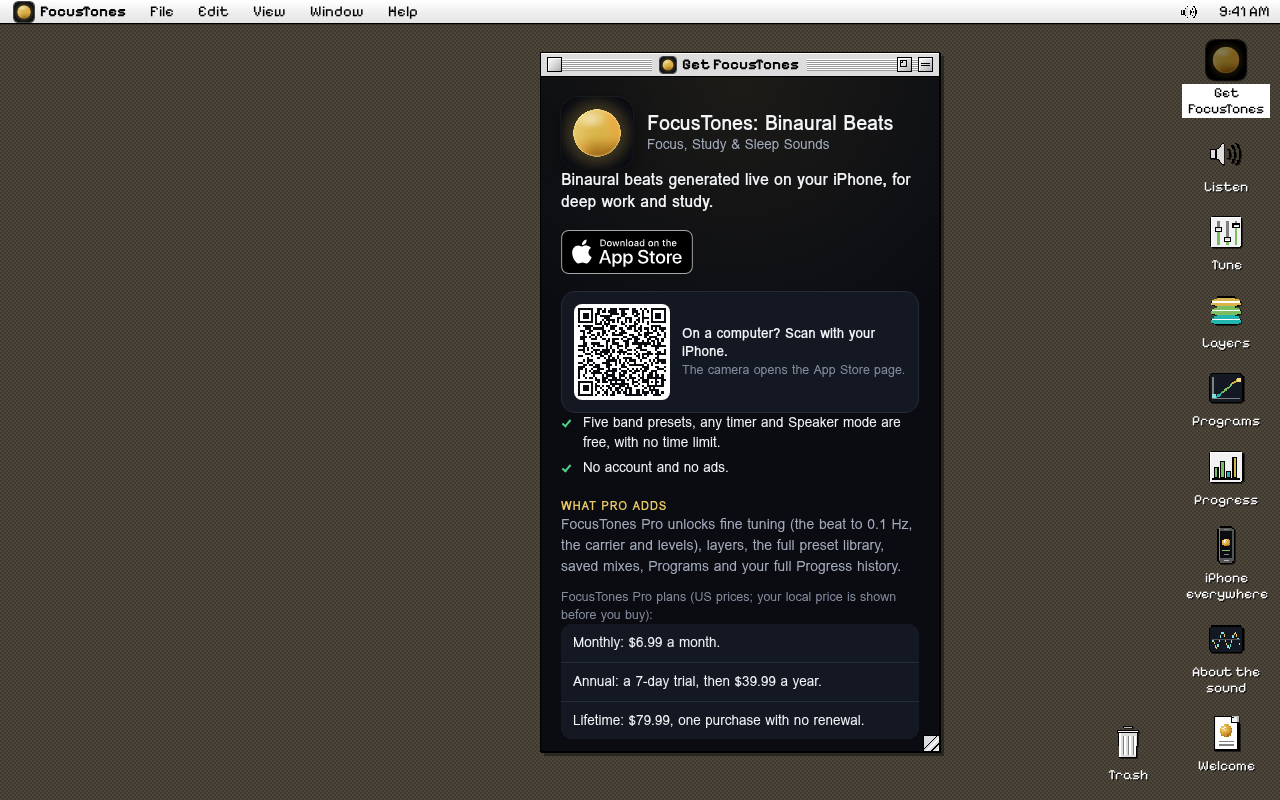 FocusTones File Edit View Window Help 9:41 AM
Get FocusTones
FocusTones: Binaural Beats
Focus, Study & Sleep Sounds
Binaural beats generated live on your iPhone, for
deep work and study.
Download on the
App Store
On a computer? Scan with your
iPhone.
The camera opens the App Store page.
Five band presets, any timer and Speaker mode are
free, with no time limit.
No account and no ads.
WHAT PRO ADDS
FocusTones Pro unlocks fine tuning (the beat to 0.1 Hz,
the carrier and levels), layers, the full preset library,
saved mixes, Programs and your full Progress history.
FocusTones Pro plans (US prices; your local price is shown
before you buy):
Monthly: $6.99 a month.
Annual: a 7-day trial, then $39.99 a year.
Lifetime: $79.99, one purchase with no renewal.
Get
FocusTones
Listen
Tune
Layers
Programs
Progress
iPhone
everywhere
About the
sound
Welcome
Trash